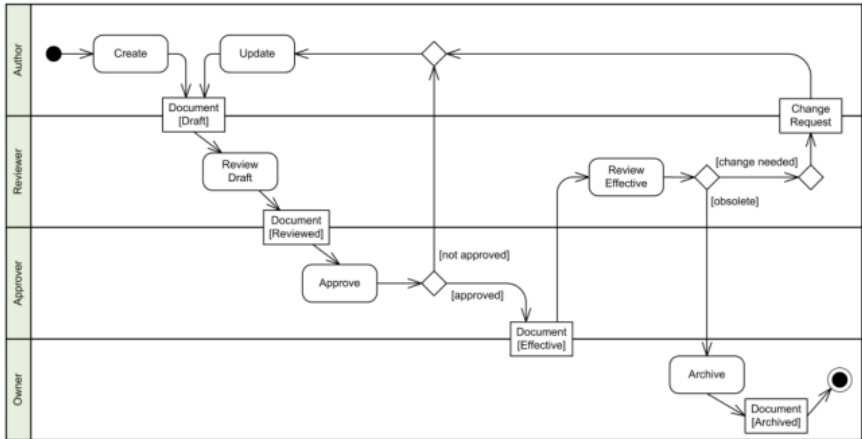 Author
Create
Update
Document
[Draft]
Change
Request
Reviewer
Review
Draft
Review
Effective
[change needed]
[obsolete]
Document
[Reviewed]
Approver
Approve
[not approved]
[approved]
Document
[Effective]
Owner
Archive
Document
[Archived]